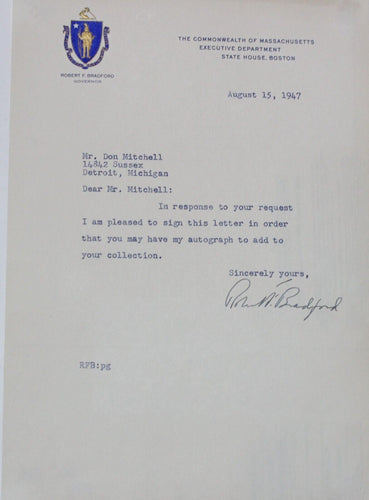 THE COMMONWEALTH OF MASSACHUSETTS
EXECUTIVE DEPARTMENT
STATE HOUSE, BOSTON
ROBERT F. BRADFORD
GOVERNOR
August 15, 1947
Mr. Don Mitchell
14842 Sussex
Detroit, Michigan
Dear Mr. Mitchell:
In response to your request
I am pleased to sign this letter in order
that you may have my autograph to add to
your collection.
Sincerely yours,
Robt F. Bradford
RFB:pg